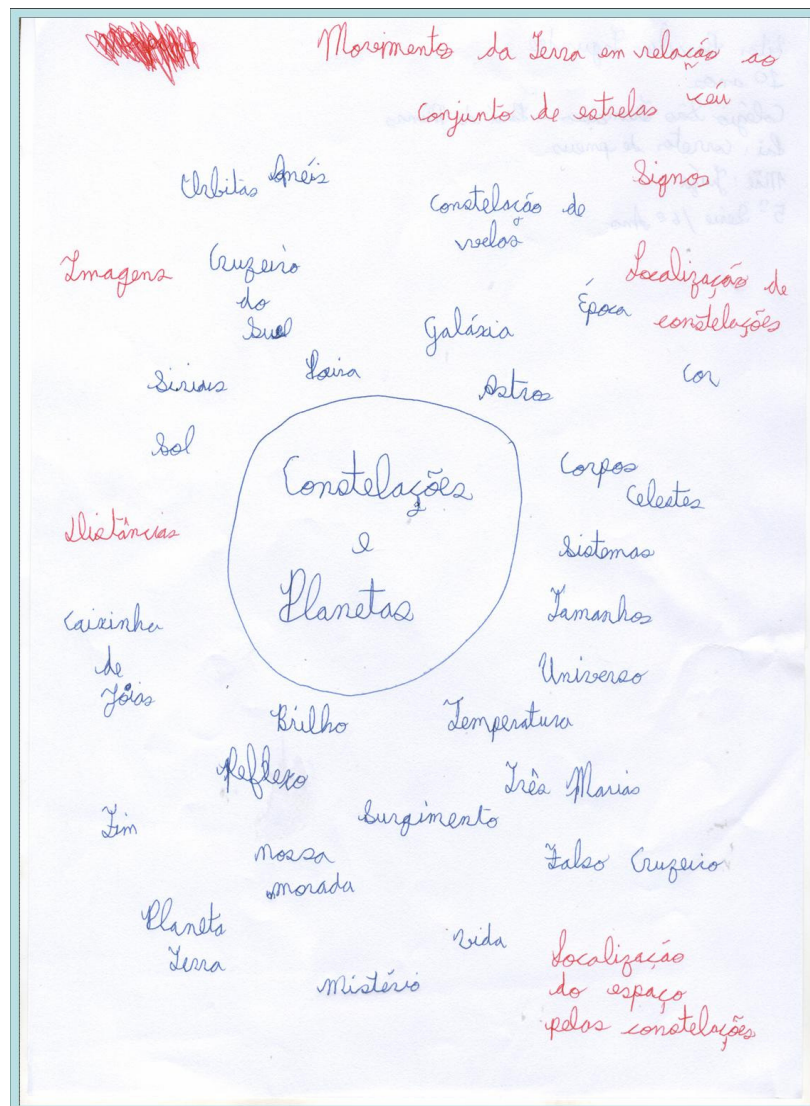 Movimento da Terra em relação ao
conjunto de estrelas
céu
Órbitas
Anéis
Signos
Constelação de
velas
Imagens
Cruzeiro
do
Sul
Localização de
constelações
Época
Galáxia
Sirius
Poeira
Astros
Cor
Sol
Constelações
e
Planetas
Corpos
Celestes
Distâncias
Sistemas
Caixinha
de
Jóias
Tamanhos
Universo
Brilho
Temperatura
Reflexo
Três Marias
Fim
Surgimento
nossa
morada
Falso Cruzeiro
Planeta
Terra
vida
mistério
Localização
do espaço
pelas constelações